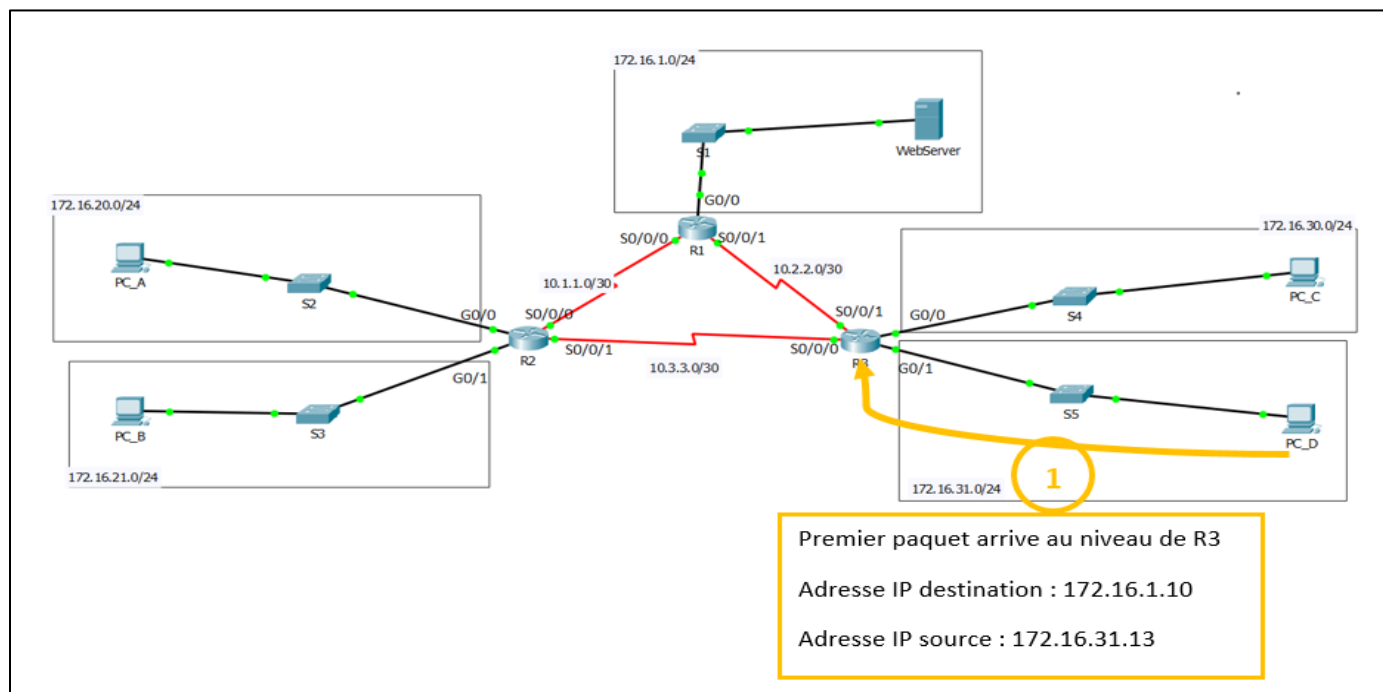 172.16.1.0/24
S1
WebServer
G0/0
S0/0/0
S0/0/1
R1
172.16.20.0/24
PC_A
S2
10.1.1.0/30
10.2.2.0/30
G0/0
S0/0/0
S0/0/1
R2
G0/1
10.3.3.0/30
172.16.30.0/24
PC_C
S4
S0/0/1
G0/0
S0/0/0
R3
G0/1
PC_B
S3
172.16.21.0/24
S5
PC_D
172.16.31.0/24
1
Premier paquet arrive au niveau de R3
Adresse IP destination : 172.16.1.10
Adresse IP source : 172.16.31.13